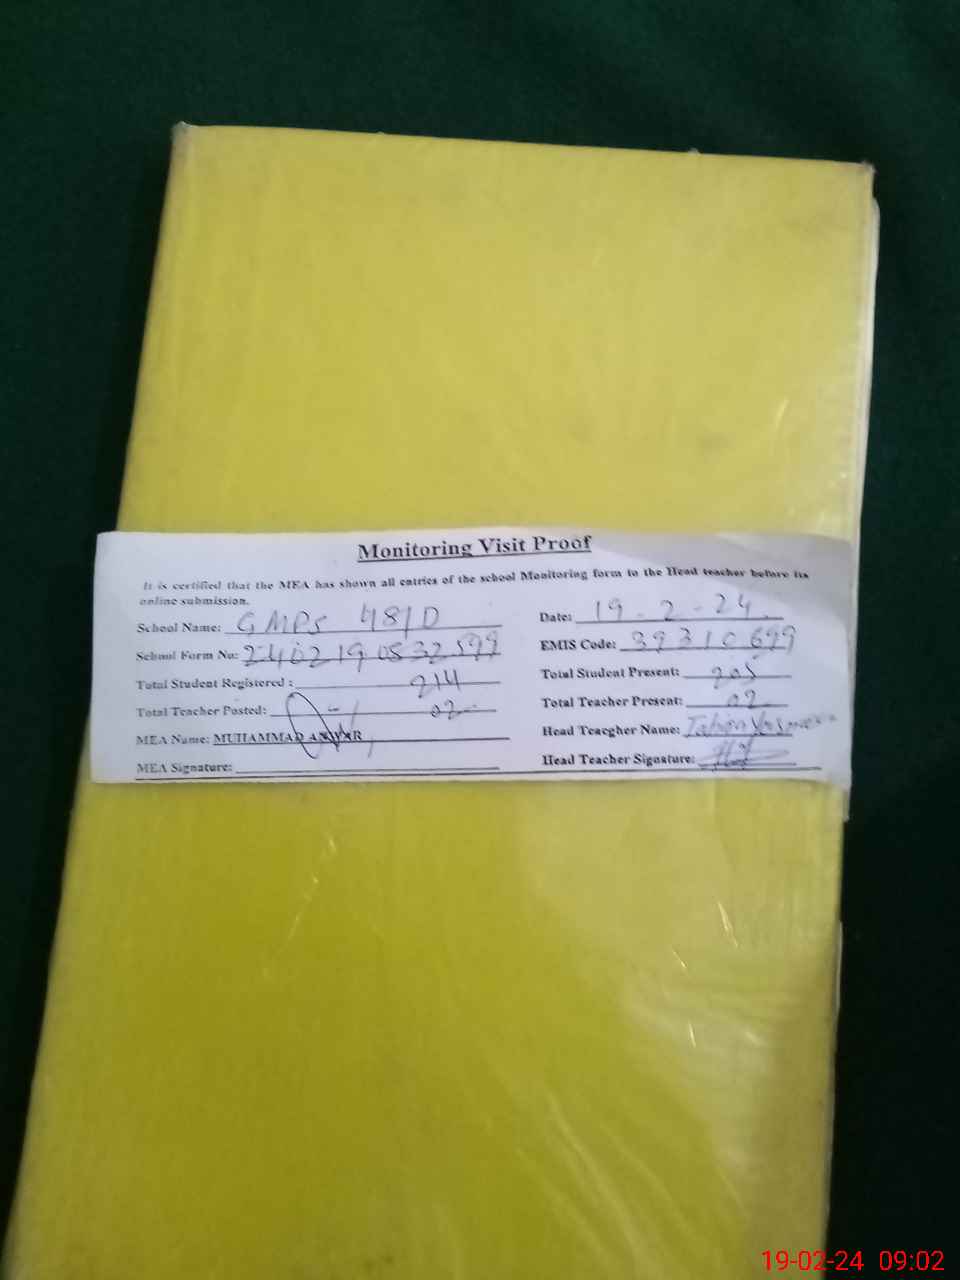 Monitoring Visit Proof
It is certified that the MEA has shown all entries of the school Monitoring form to the Head teacher before its
online submission.
School Name: GMPS 481D
Date: 19-2-24
School Form No: 2402190832599
EMIS Code: 39310699
Total Student Registered : 214
Total Student Present: 205
Total Teacher Posted: 02
Total Teacher Present: 02
MEA Name: MUHAMMAD ANWAR
Head Teacgher Name:
MEA Signature:
Head Teacher Signature:
19-02-24 09:02